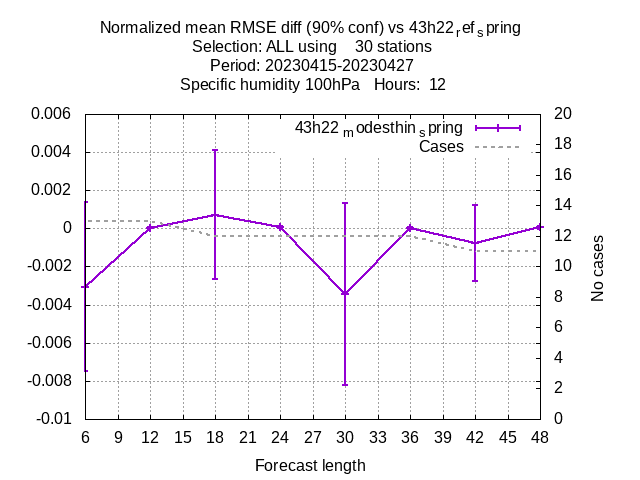 Normalized mean RMSE diff (90% conf) vs 43h22ref_spring
Selection: ALL using 30 stations
Period: 20230415-20230427
Specific humidity 100hPa Hours: 12
0.006 20
43h22modesthin_spring
18
0.004 Cases
16
0.002 14
0 12
-0.002 10
No cases
-0.004 8
6
-0.006
4
-0.008 2
-0.01 0
6 9 12 15 18 21 24 27 30 33 36 39 42 45 48
Forecast length